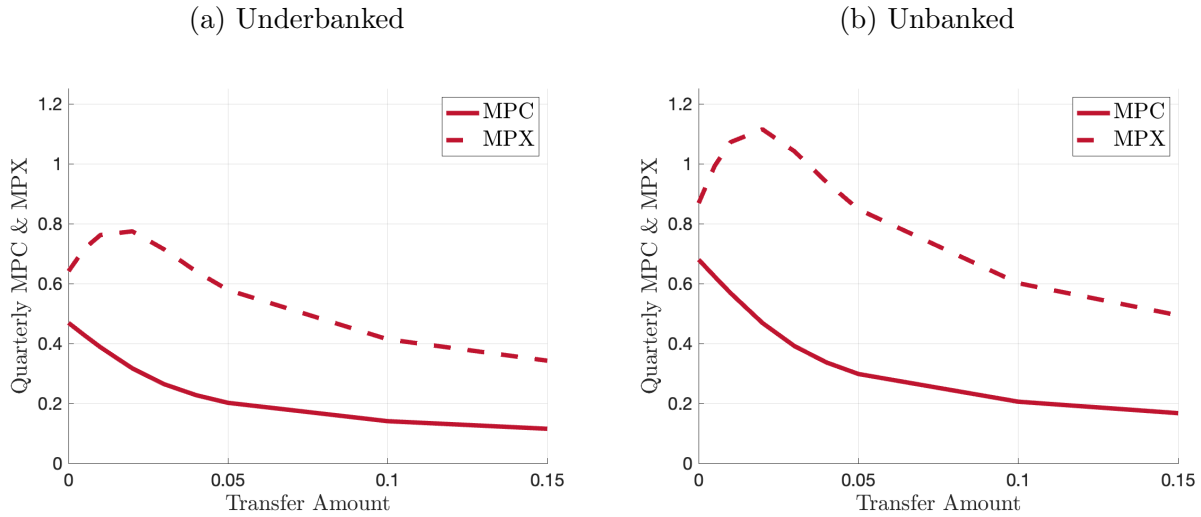 (a) Underbanked
Quarterly MPC & MPX
1.2
1
0.8
0.6
0.4
0.2
0
0
0.05
0.1
0.15
Transfer Amount
MPC
MPX
(b) Unbanked
Quarterly MPC & MPX
1.2
1
0.8
0.6
0.4
0.2
0
0
0.05
0.1
0.15
Transfer Amount
MPC
MPX